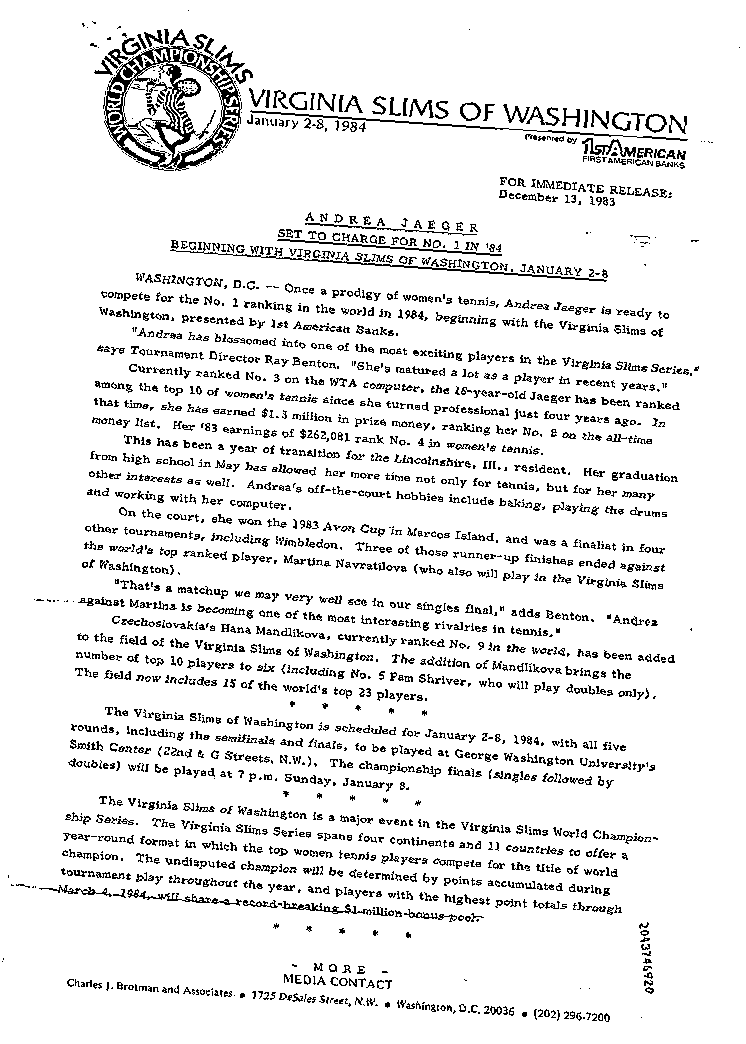 VIRGINIA SLIMS
WORLD CHAMPIONSHIP SERIES
VIRGINIA SLIMS OF WASHINGTON
January 2-8, 1984
Presented by
1ST AMERICAN
FIRST AMERICAN BANKS
FOR IMMEDIATE RELEASE:
December 13, 1983
ANDREA JAEGER
SET TO CHARGE FOR NO. 1 IN '84
BEGINNING WITH VIRGINIA SLIMS OF WASHINGTON, JANUARY 2-8
WASHINGTON, D.C. -- Once a prodigy of women's tennis, Andrea Jaeger is ready to
compete for the No. 1 ranking in the world in 1984, beginning with the Virginia Slims of
Washington, presented by 1st American Banks.
"Andrea has blossomed into one of the most exciting players in the Virginia Slims Series,"
says Tournament Director Ray Benton. "She's matured a lot as a player in recent years."
Currently ranked No. 3 on the WTA computer, the 18-year-old Jaeger has been ranked
among the top 10 of women's tennis since she turned professional just four years ago. In
that time, she has earned $1.3 million in prize money, ranking her No. 8 on the all-time
money list. Her '83 earnings of $262,081 rank No. 4 in women's tennis.
This has been a year of transition for the Lincolnshire, Ill., resident. Her graduation
from high school in May has allowed her more time not only for tennis, but for her many
other interests as well. Andrea's off-the-court hobbies include baking, playing the drums
and working with her computer.
On the court, she won the 1983 Avon Cup in Marcos Island, and was a finalist in four
other tournaments, including Wimbledon. Three of those runner-up finishes ended against
the world's top ranked player, Martina Navratilova (who also will play in the Virginia Slims
of Washington).
"That's a matchup we may very well see in our singles final," adds Benton. "Andrea
against Martina is becoming one of the most interesting rivalries in tennis."
Czechoslovakia's Hana Mandlikova, currently ranked No. 9 in the world, has been added
to the field of the Virginia Slims of Washington. The addition of Mandlikova brings the
number of top 10 players to six (including No. 5 Pam Shriver, who will play doubles only).
The field now includes 15 of the world's top 23 players.
* * * * *
The Virginia Slims of Washington is scheduled for January 2-8, 1984, with all five
rounds, including the semifinals and finals, to be played at George Washington University's
Smith Center (22nd & G Streets, N.W.). The championship finals (singles followed by
doubles) will be played at 7 p.m. Sunday, January 8.
* * * * *
The Virginia Slims of Washington is a major event in the Virginia Slims World Champion-
ship Series. The Virginia Slims Series spans four continents and 11 countries to offer a
year-round format in which the top women tennis players compete for the title of world
champion. The undisputed champion will be determined by points accumulated during
tournament play throughout the year, and players with the highest point totals through
March 4, 1984, will share a record-breaking $1 million bonus pool.
* * * * *
- MORE -
MEDIA CONTACT
Charles J. Brotman and Associates • 1725 DeSales Street, N.W. • Washington, D.C. 20036 • (202) 296-7200
2043746920